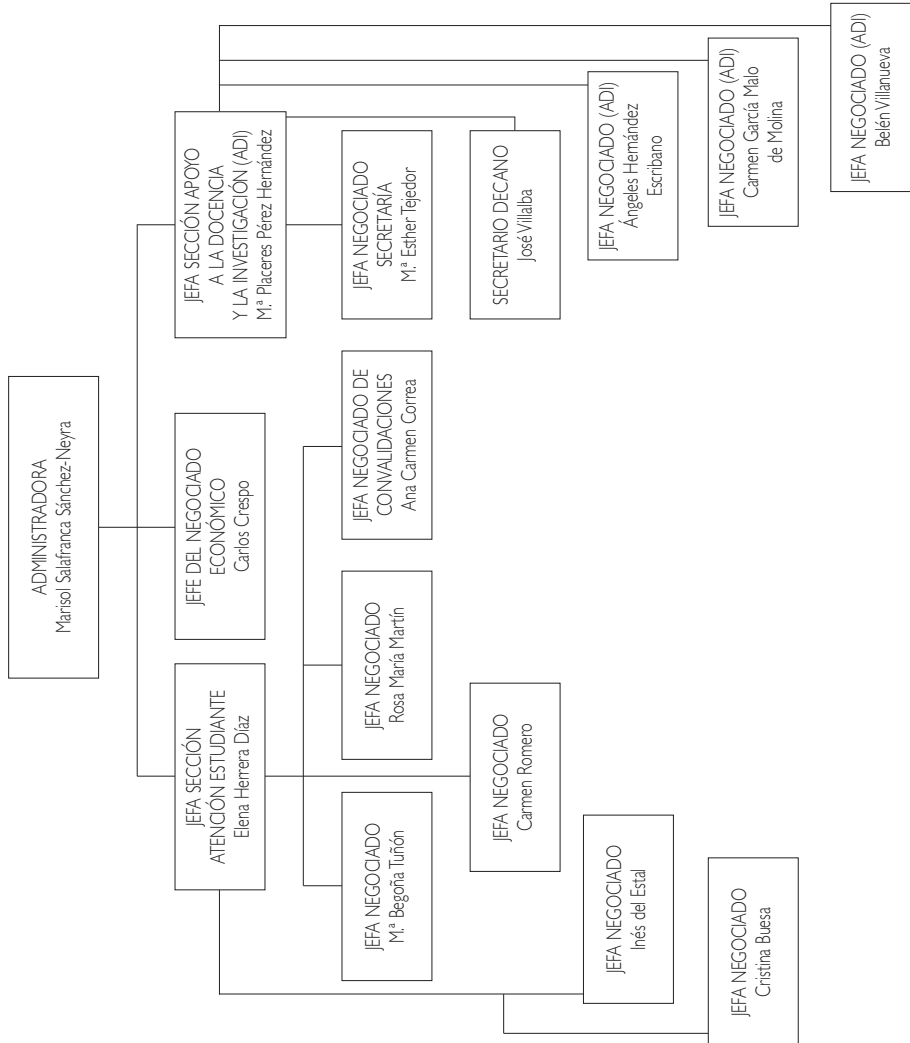 ADMINISTRADORA
Marisol Salafranca Sánchez-Neyra
JEFA SECCIÓN
ATENCIÓN ESTUDIANTE
Elena Herrera Díaz
JEFE DEL NEGOCIADO
ECONÓMICO
Carlos Crespo
JEFA SECCIÓN APOYO
A LA DOCENCIA
Y LA INVESTIGACIÓN (ADI)
M.ª Placeres Pérez Hernández
JEFA NEGOCIADO
M.ª Begoña Tuñón
JEFA NEGOCIADO
Rosa María Martín
JEFA NEGOCIADO DE
CONVALIDACIONES
Ana Carmen Correa
JEFA NEGOCIADO
SECRETARÍA
M.ª Esther Tejedor
JEFA NEGOCIADO
Carmen Romero
SECRETARIO DECANO
José Villalba
JEFA NEGOCIADO
Inés del Estal
JEFA NEGOCIADO (ADI)
Ángeles Hernández
Escribano
JEFA NEGOCIADO
Cristina Buesa
JEFA NEGOCIADO (ADI)
Carmen García Malo
de Molina
JEFA NEGOCIADO (ADI)
Belén Villanueva